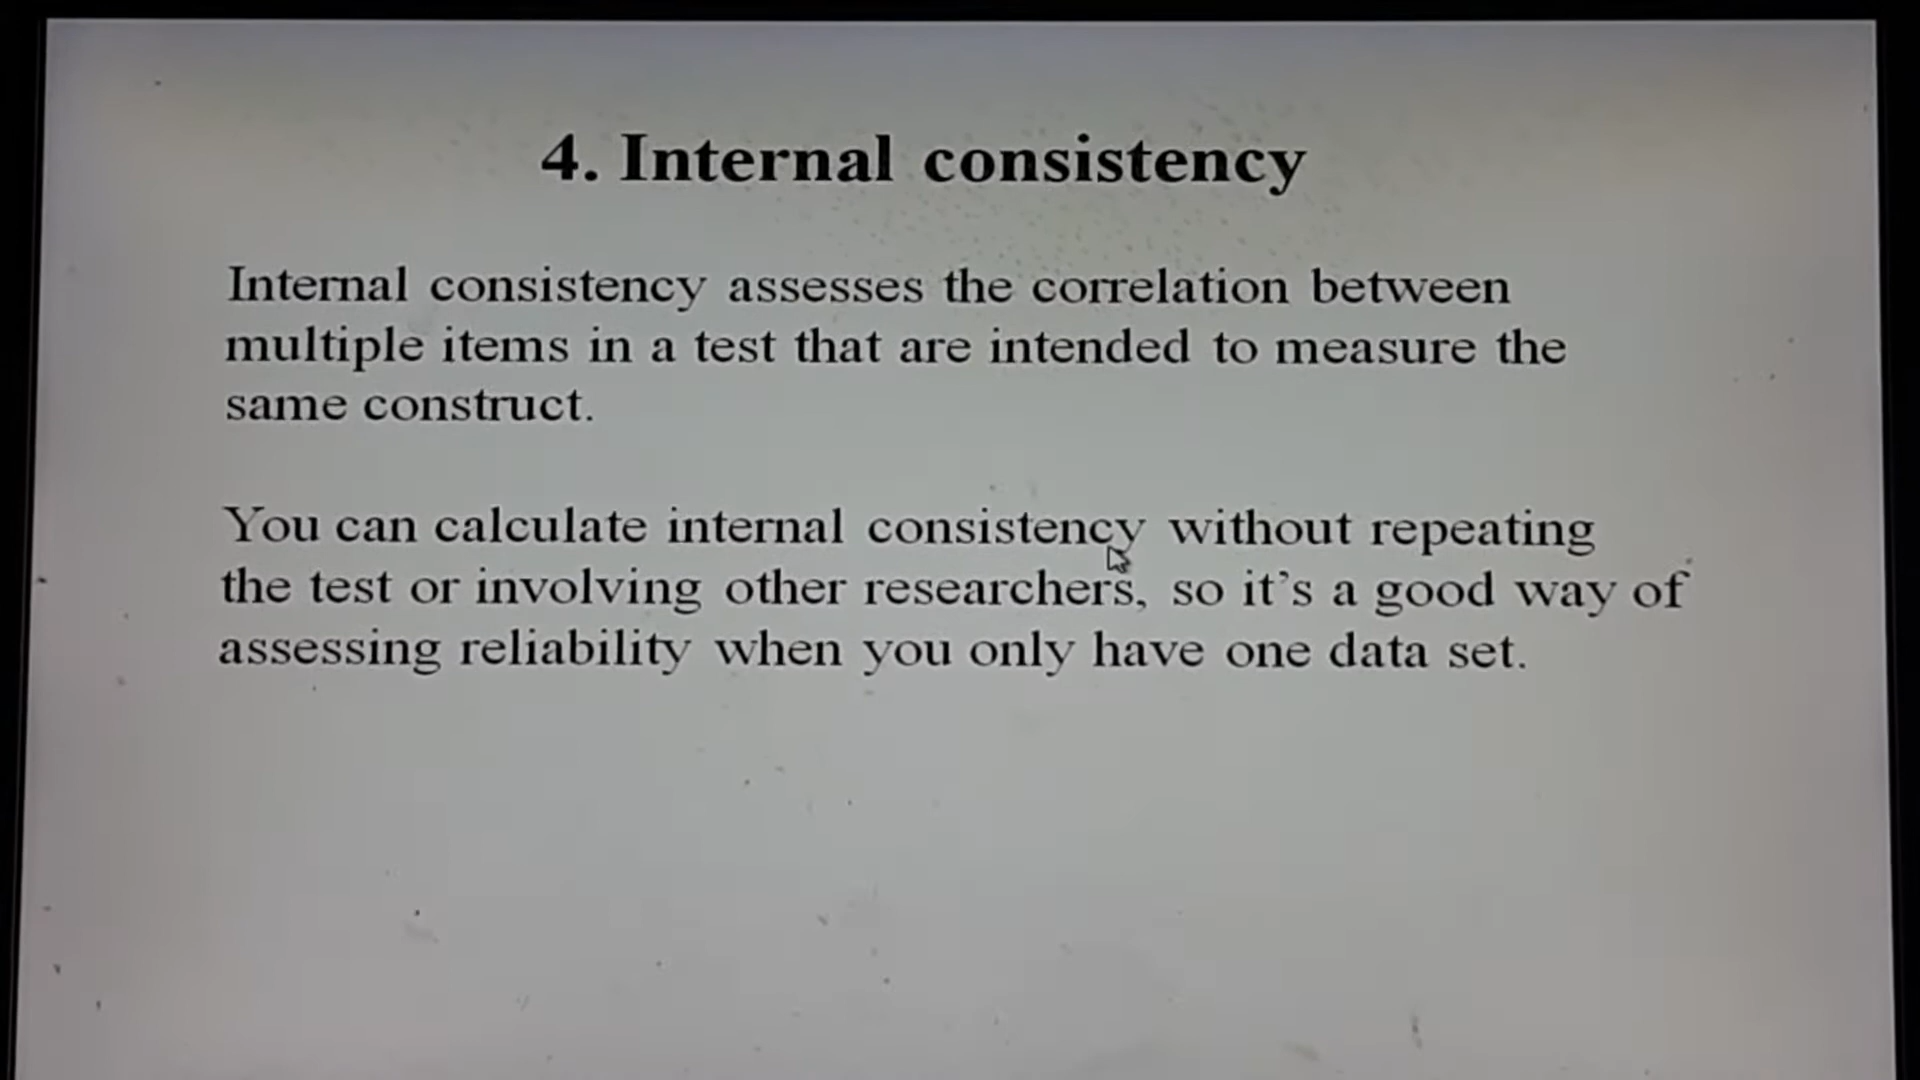 4. Internal consistency
Internal consistency assesses the correlation between
multiple items in a test that are intended to measure the
same construct.
You can calculate internal consistency without repeating
the test or involving other researchers, so it’s a good way of
assessing reliability when you only have one data set.